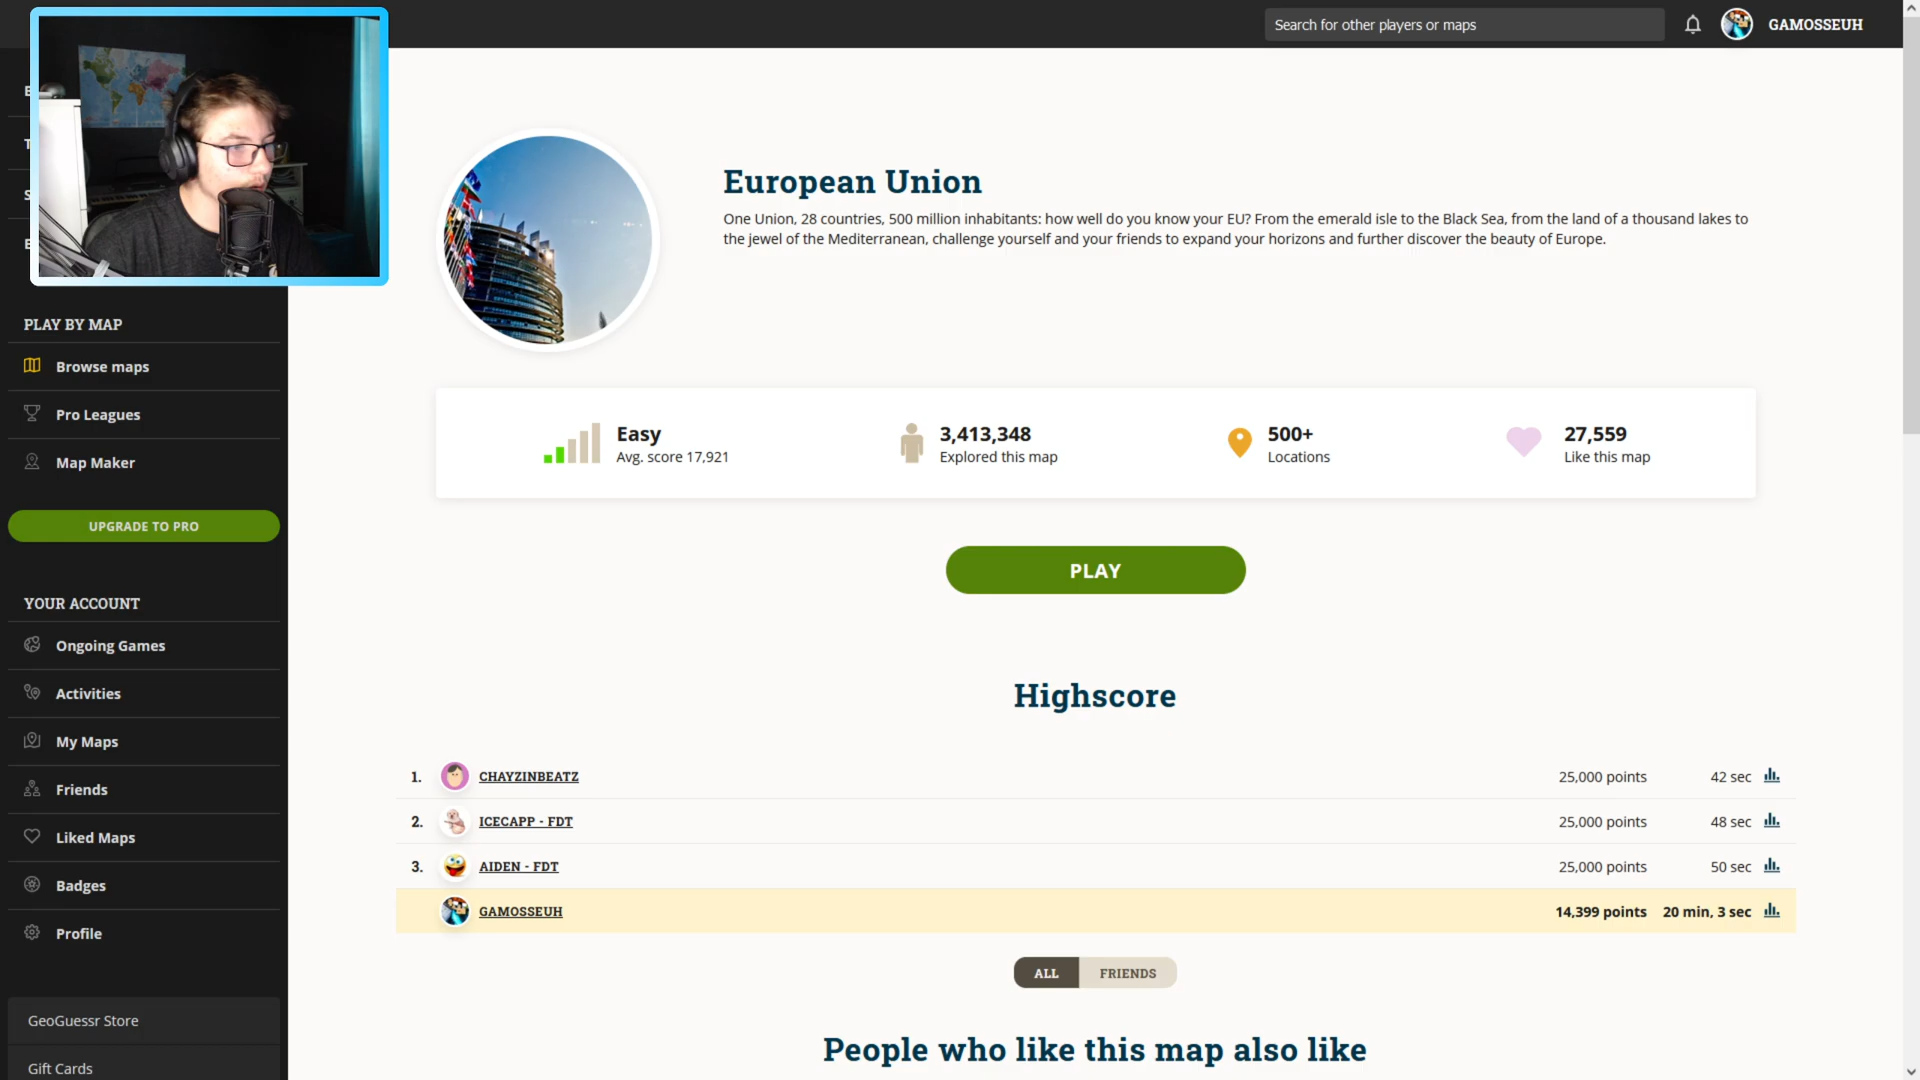 Search for other players or maps
GAMOSSEUH
PLAY BY MAP
Browse maps
Pro Leagues
Map Maker
UPGRADE TO PRO
YOUR ACCOUNT
Ongoing Games
Activities
My Maps
Friends
Liked Maps
Badges
Profile
GeoGuessr Store
Gift Cards
European Union
One Union, 28 countries, 500 million inhabitants: how well do you know your EU? From the emerald isle to the Black Sea, from the land of a thousand lakes to
the jewel of the Mediterranean, challenge yourself and your friends to expand your horizons and further discover the beauty of Europe.
Easy
Avg. score 17,921
3,413,348
Explored this map
500+
Locations
27,559
Like this map
PLAY
Highscore
1. CHAYZINBEATZ 25,000 points 42 sec
2. ICECAPP - FDT 25,000 points 48 sec
3. AIDEN - FDT 25,000 points 50 sec
GAMOSSEUH 14,399 points 20 min, 3 sec
ALL FRIENDS
People who like this map also like